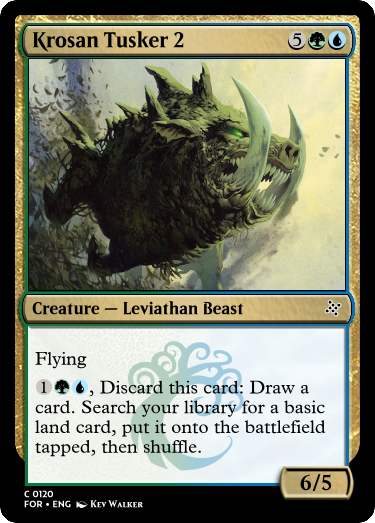 Krosan Tusker 2 5
Creature — Leviathan Beast
Flying
1, Discard this card: Draw a
card. Search your library for a basic
land card, put it onto the battlefield
tapped, then shuffle.
6/5
C 0120
FOR • ENG Kev Walker